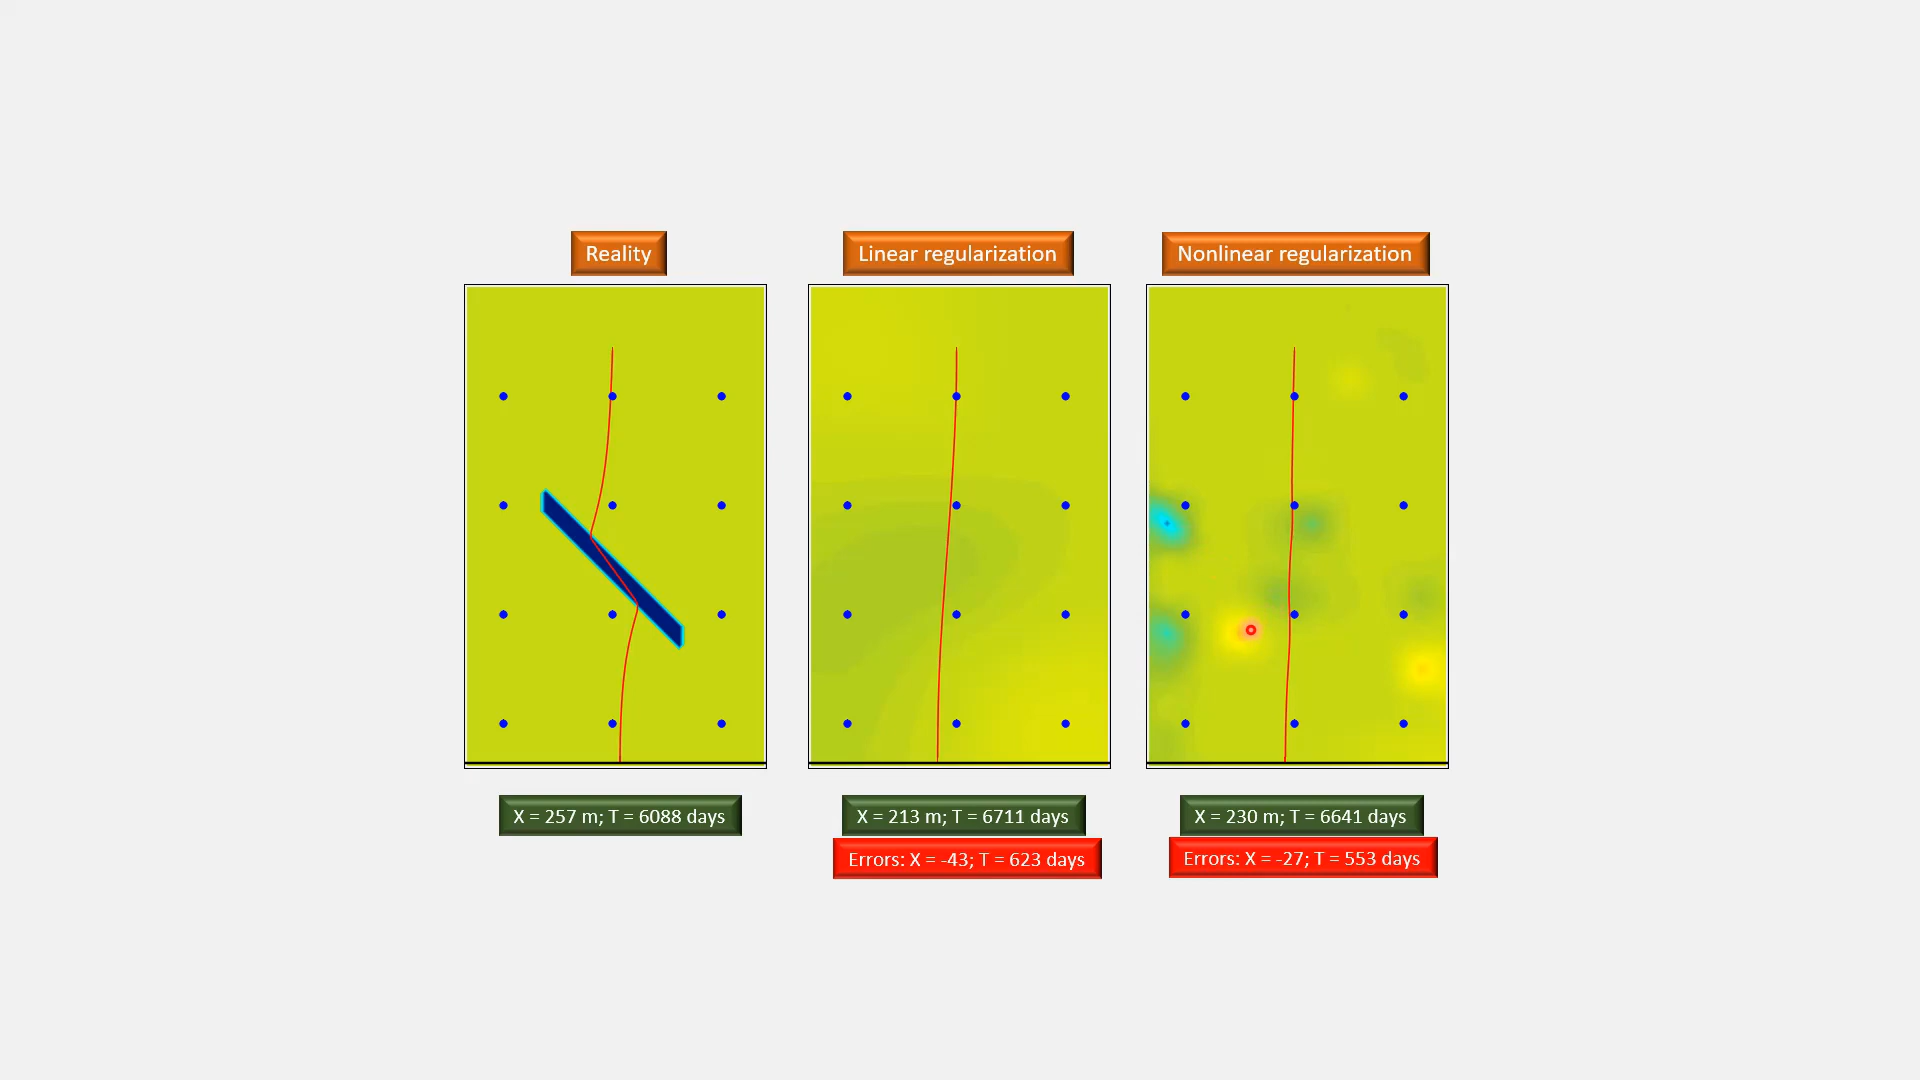 Reality
Linear regularization
Nonlinear regularization
X = 257 m; T = 6088 days
X = 213 m; T = 6711 days
X = 230 m; T = 6641 days
Errors: X = -43; T = 623 days
Errors: X = -27; T = 553 days